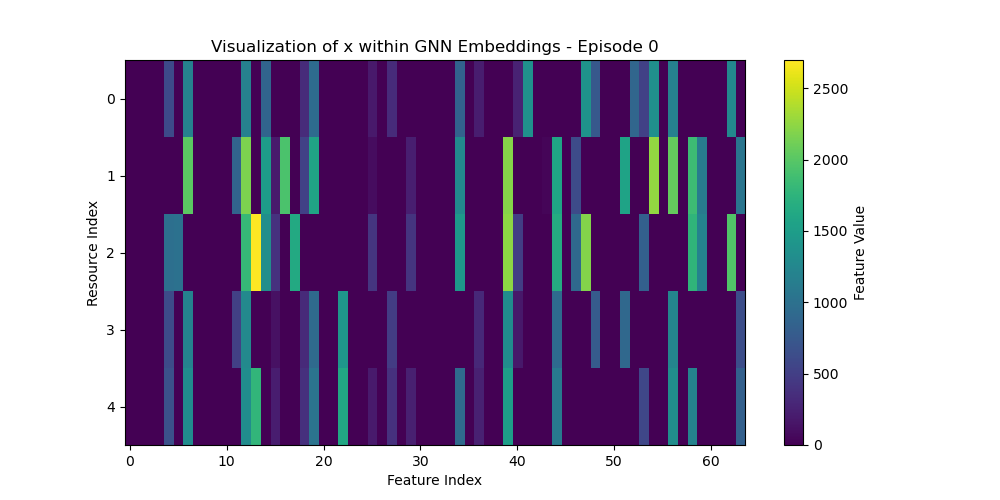 Visualization of x within GNN Embeddings - Episode 0
0
1
2
3
4
Resource Index
0 10 20 30 40 50 60
Feature Index
2500
2000
1500
1000
500
0
Feature Value